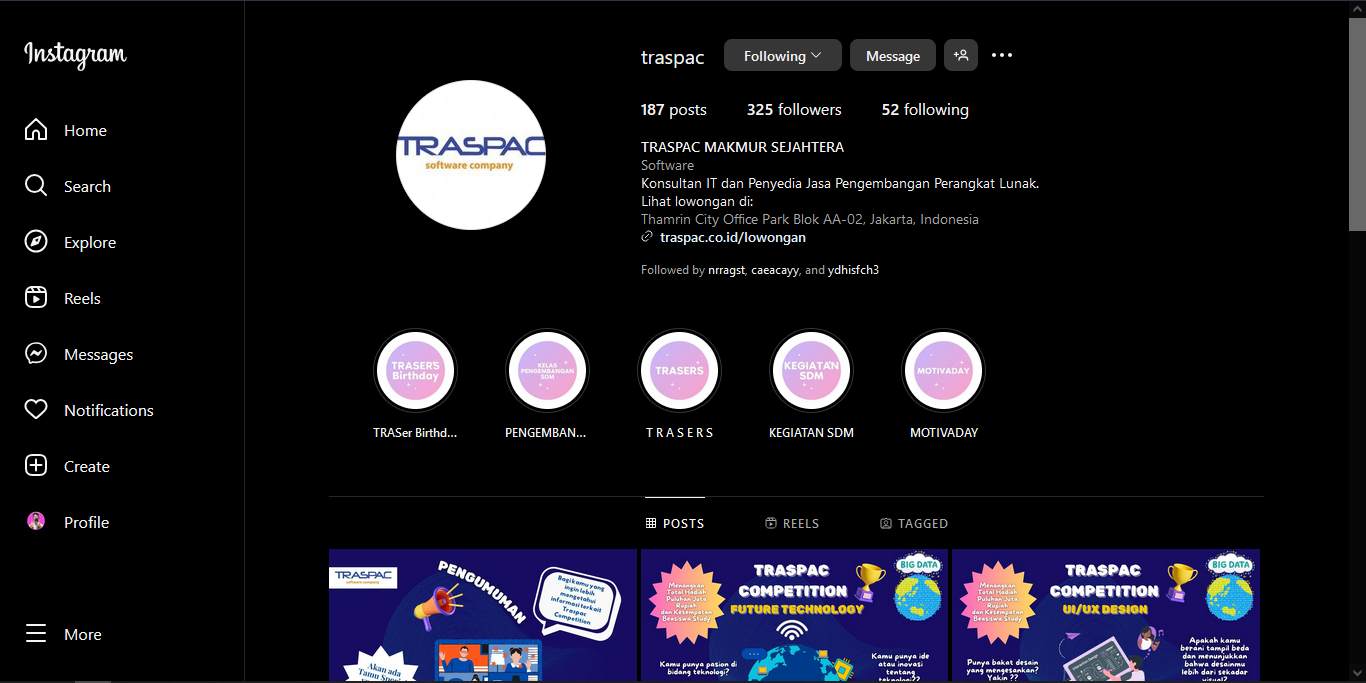 Instagram
Home
Search
Explore
Reels
Messages
Notifications
Create
Profile
More
traspac
Following
Message
187 posts
325 followers
52 following
TRASPAC MAKMUR SEJAHTERA
Software
Konsultan IT dan Penyedia Jasa Pengembangan Perangkat Lunak.
Lihat lowongan di:
Thamrin City Office Park Blok AA-02, Jakarta, Indonesia
traspac.co.id/lowongan
Followed by nrragst, caeacayy, and ydhisfch3
TRASPAC
software company
TRASER'S
Birthday
TRASer Birthd...
KELAS
PENGEMBANGAN
SDM
PENGEMBAN...
TRASERS
T R A S E R S
KEGIATAN
SDM
KEGIATAN SDM
MOTIVADAY
MOTIVADAY
POSTS
REELS
TAGGED
TRASPAC
software company
PENGUMUMAN
Bagi kamu yang
ingin lebih
mengetahui
informasi terkait
Traspac
Competition
Akan ada
Tamu
Menangkan
Total Hadiah
Puluhan Juta
Rupiah
dan Kesempatan
Beasiswa Study
TRASPAC
COMPETITION
FUTURE TECHNOLOGY
BIG DATA
Kamu punya pasion di
bidang teknologi?
Kamu punya ide
atau inovasi
tentang
teknologi??
Menangkan
Total Hadiah
Puluhan Juta
Rupiah
dan Kesempatan
Beasiswa Study
TRASPAC
COMPETITION
UI/UX DESIGN
BIG DATA
Punya bakat desain
yang mengesankan?
Yakin ??
Apakah kamu
berani tampil beda
dan menunjukkan
bahwa desainmu
lebih dari sekadar
visual?